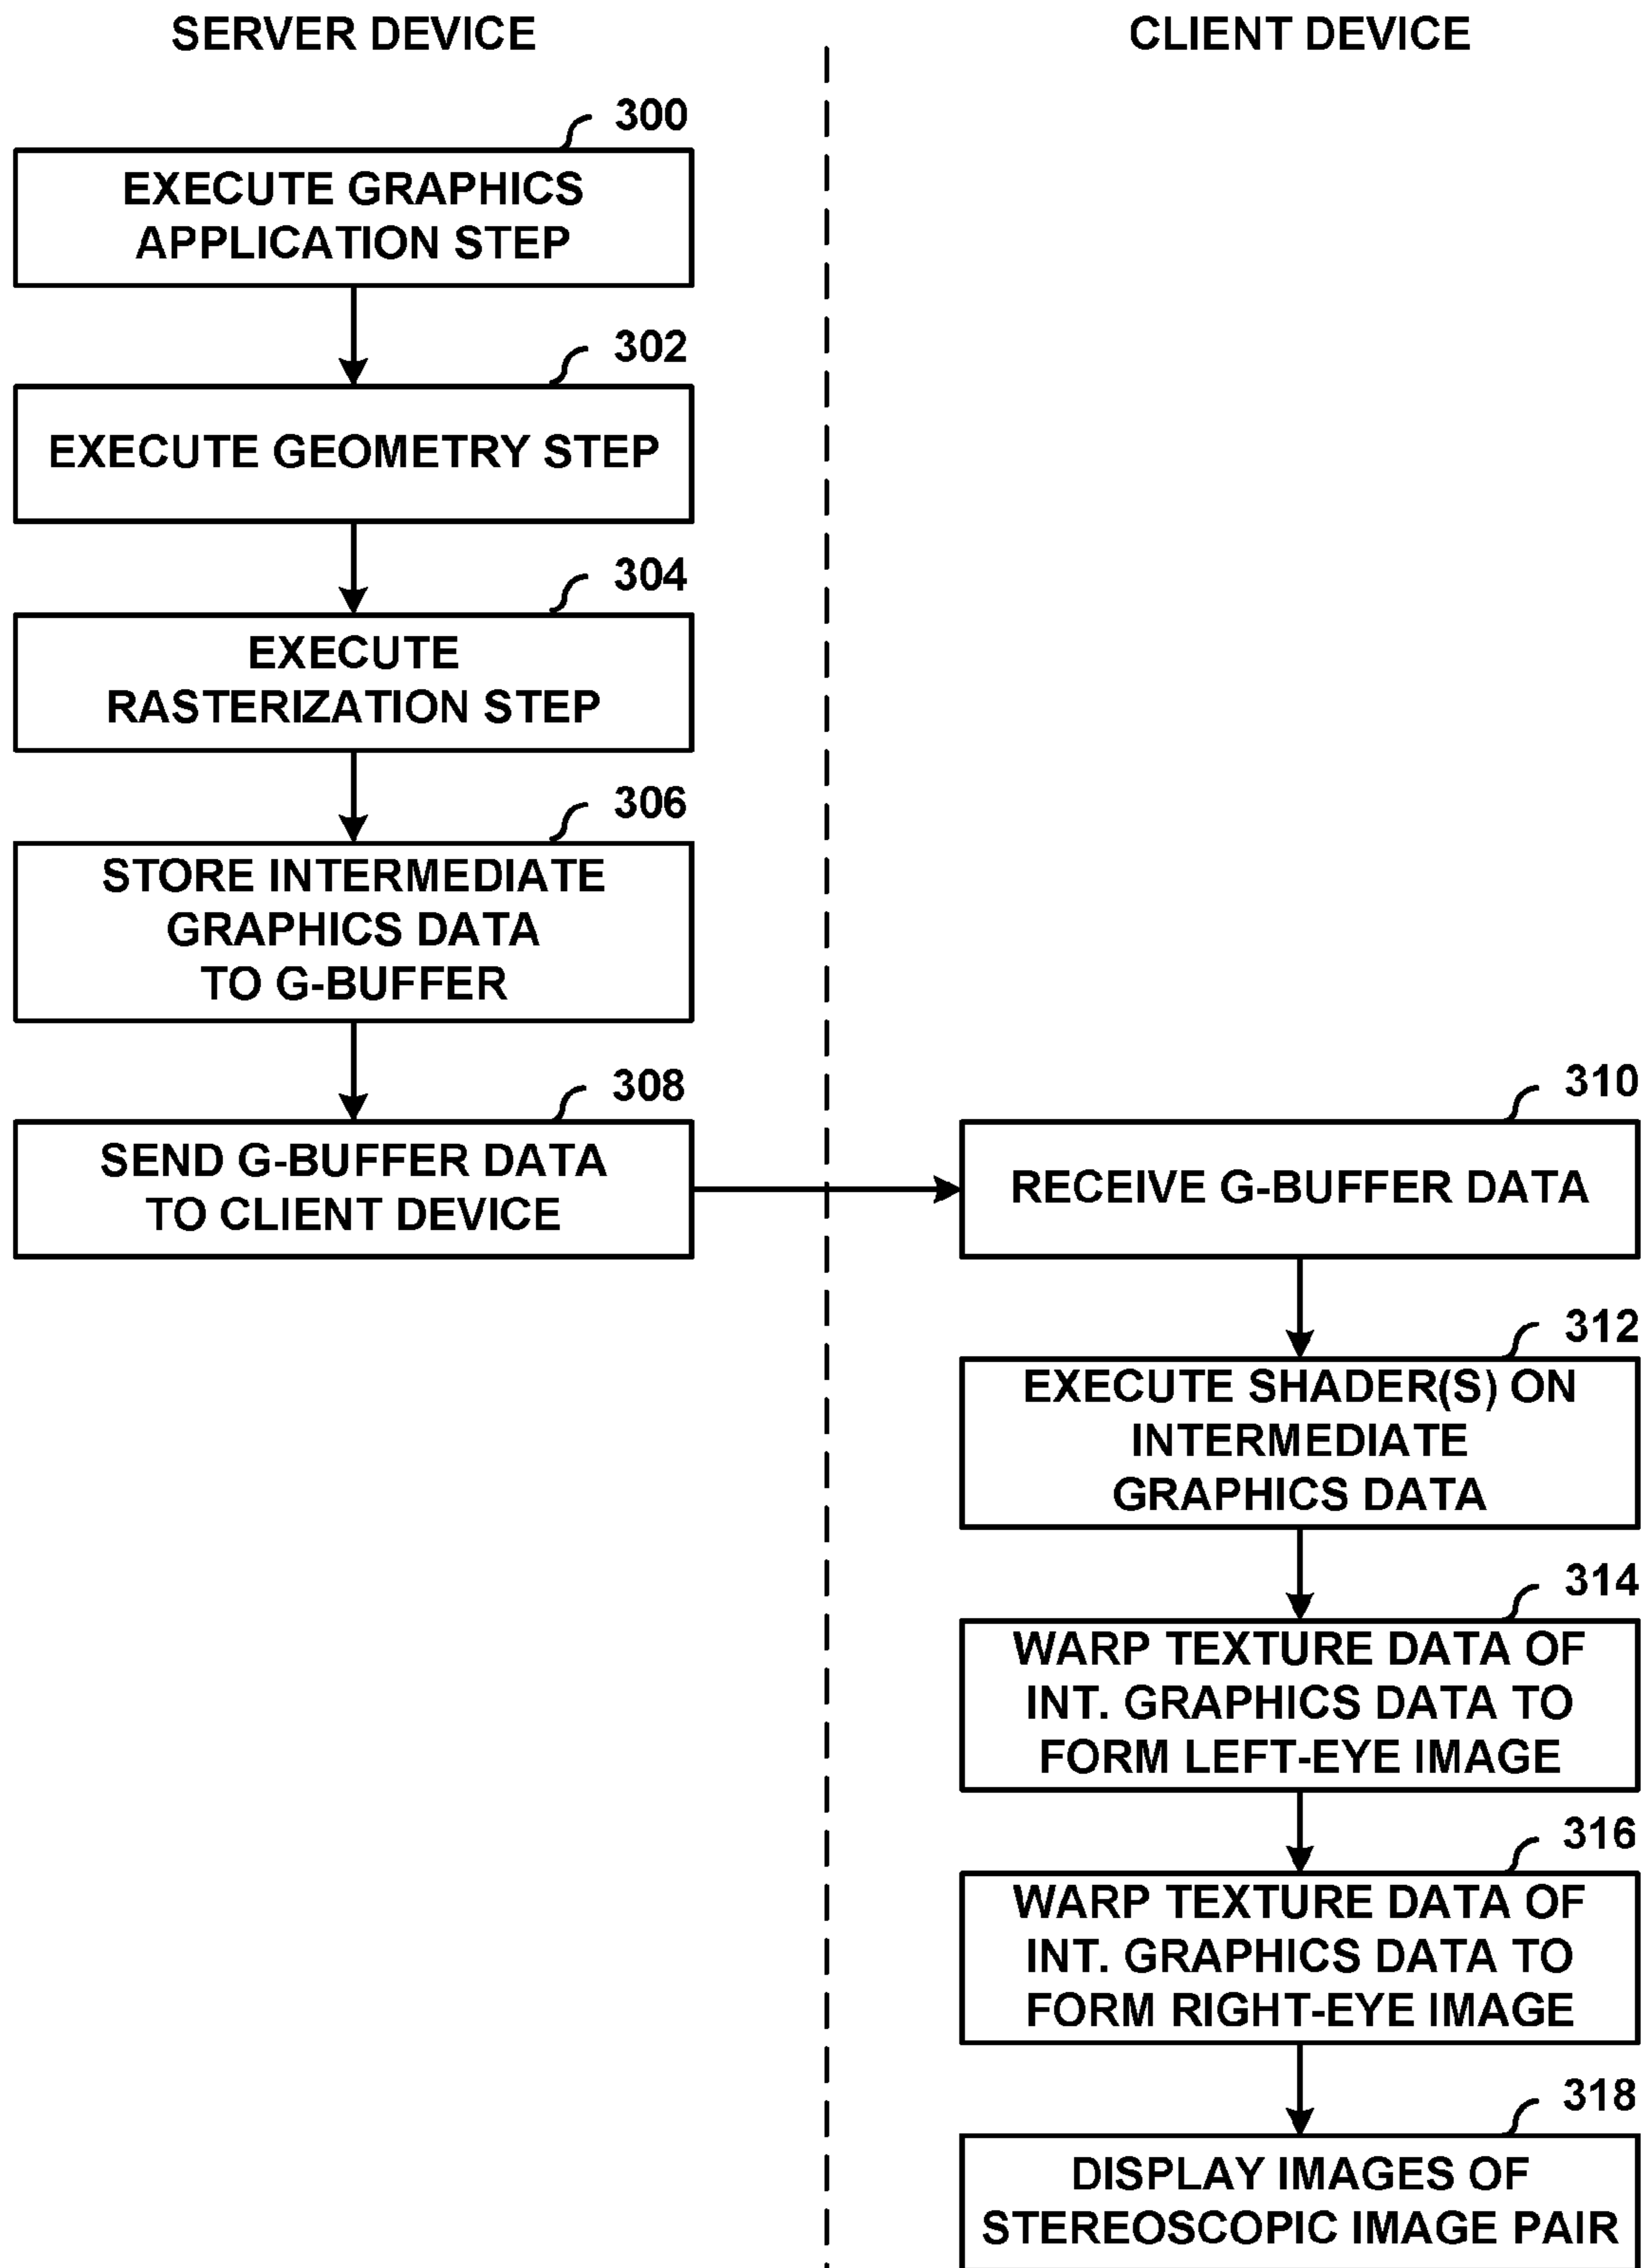 SERVER DEVICE
CLIENT DEVICE
300
EXECUTE GRAPHICS
APPLICATION STEP
302
EXECUTE GEOMETRY STEP
304
EXECUTE
RASTERIZATION STEP
306
STORE INTERMEDIATE
GRAPHICS DATA
TO G-BUFFER
308
SEND G-BUFFER DATA
TO CLIENT DEVICE
310
RECEIVE G-BUFFER DATA
312
EXECUTE SHADER(S) ON
INTERMEDIATE
GRAPHICS DATA
314
WARP TEXTURE DATA OF
INT. GRAPHICS DATA TO
FORM LEFT-EYE IMAGE
316
WARP TEXTURE DATA OF
INT. GRAPHICS DATA TO
FORM RIGHT-EYE IMAGE
318
DISPLAY IMAGES OF
STEREOSCOPIC IMAGE PAIR